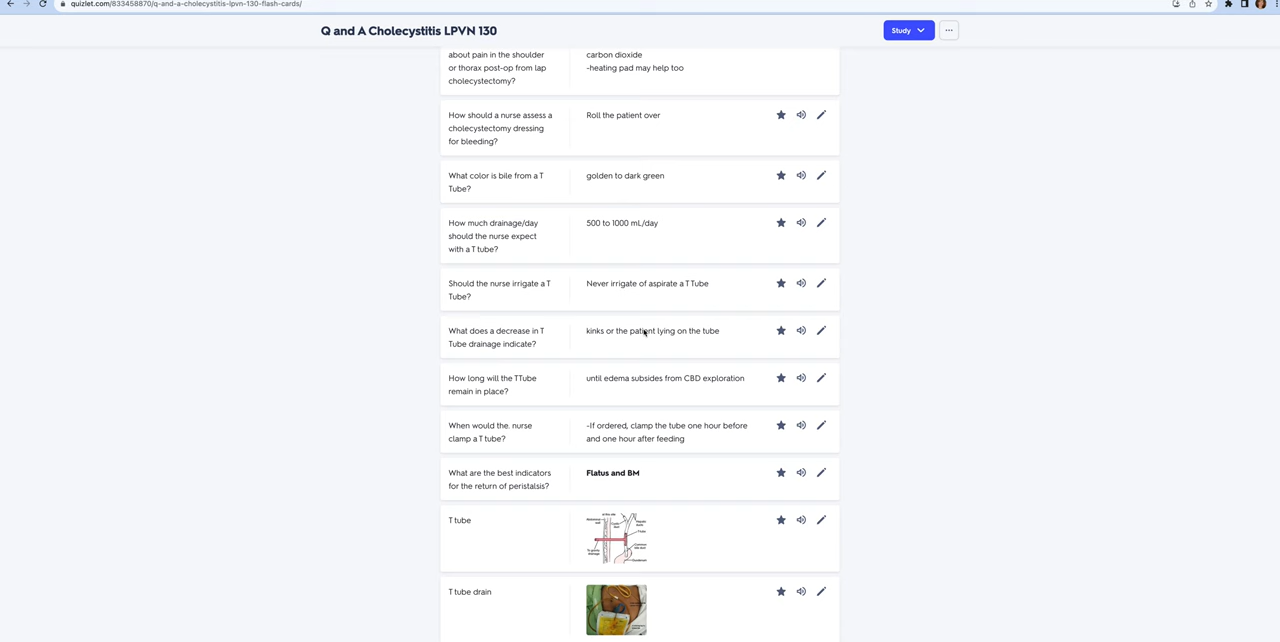 quizlet.com/833458870/q-and-a-cholecystitis-lpvn-130-flash-cards/
Q and A Cholecystitis LPVN 130
Study
about pain in the shoulder
or thorax post-op from lap
cholecystectomy?
carbon dioxide
-heating pad may help too
How should a nurse assess a
cholecystectomy dressing
for bleeding?
Roll the patient over
What color is bile from a T
Tube?
golden to dark green
How much drainage/day
should the nurse expect
with a T tube?
500 to 1000 mL/day
Should the nurse irrigate a T
Tube?
Never irrigate of aspirate a T Tube
What does a decrease in T
Tube drainage indicate?
kinks or the patient lying on the tube
How long will the TTube
remain in place?
until edema subsides from CBD exploration
When would the. nurse
clamp a T tube?
-If ordered, clamp the tube one hour before
and one hour after feeding
What are the best indicators
for the return of peristalsis?
Flatus and BM
T tube
T tube drain